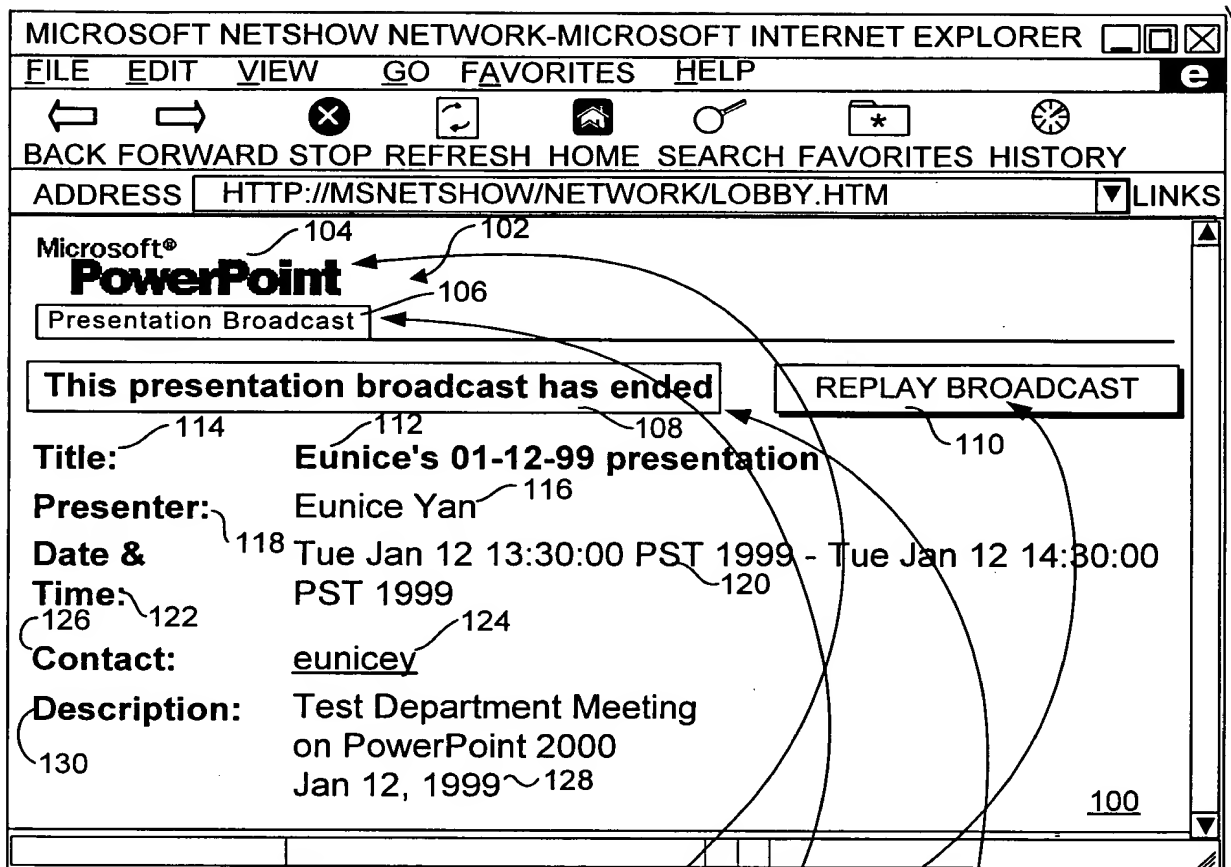 MICROSOFT NETSHOW NETWORK-MICROSOFT INTERNET EXPLORER
FILE EDIT VIEW GO FAVORITES HELP
e
BACK FORWARD STOP REFRESH HOME SEARCH FAVORITES HISTORY
ADDRESS HTTP://MSNETSHOW/NETWORK/LOBBY.HTM LINKS
104 102
Microsoft®
PowerPoint
106
Presentation Broadcast
This presentation broadcast has ended REPLAY BROADCAST
114 112 108 110
Title: Eunice's 01-12-99 presentation
116
Presenter: Eunice Yan
118
Date & Tue Jan 12 13:30:00 PST 1999 - Tue Jan 12 14:30:00
120
Time: PST 1999
126 122 124
Contact: eunicey
Description: Test Department Meeting
on PowerPoint 2000
130
Jan 12, 1999 128
100